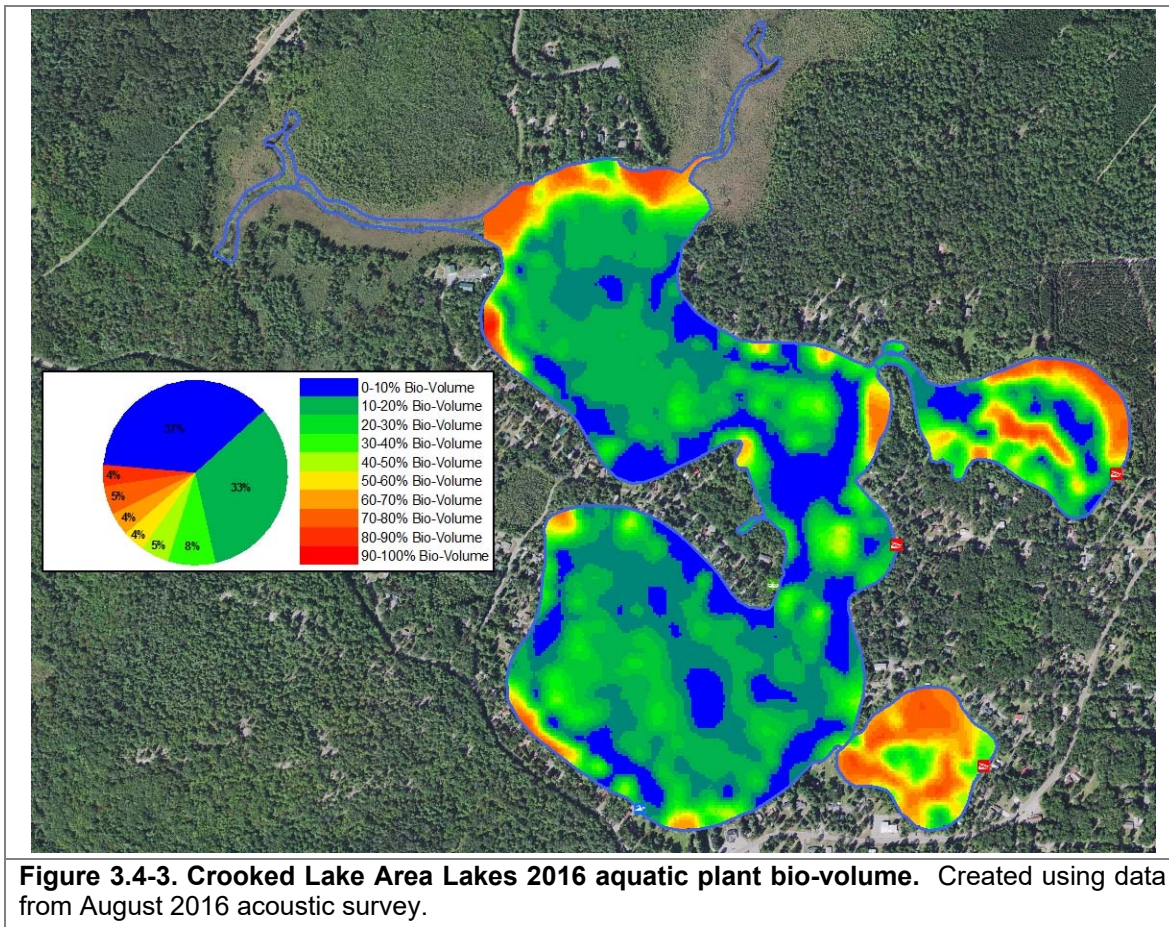 37%
33%
8%
5%
4%
4%
5%
4%
0-10% Bio-Volume
10-20% Bio-Volume
20-30% Bio-Volume
30-40% Bio-Volume
40-50% Bio-Volume
50-60% Bio-Volume
60-70% Bio-Volume
70-80% Bio-Volume
80-90% Bio-Volume
90-100% Bio-Volume
Figure 3.4-3. Crooked Lake Area Lakes 2016 aquatic plant bio-volume. Created using data
from August 2016 acoustic survey.